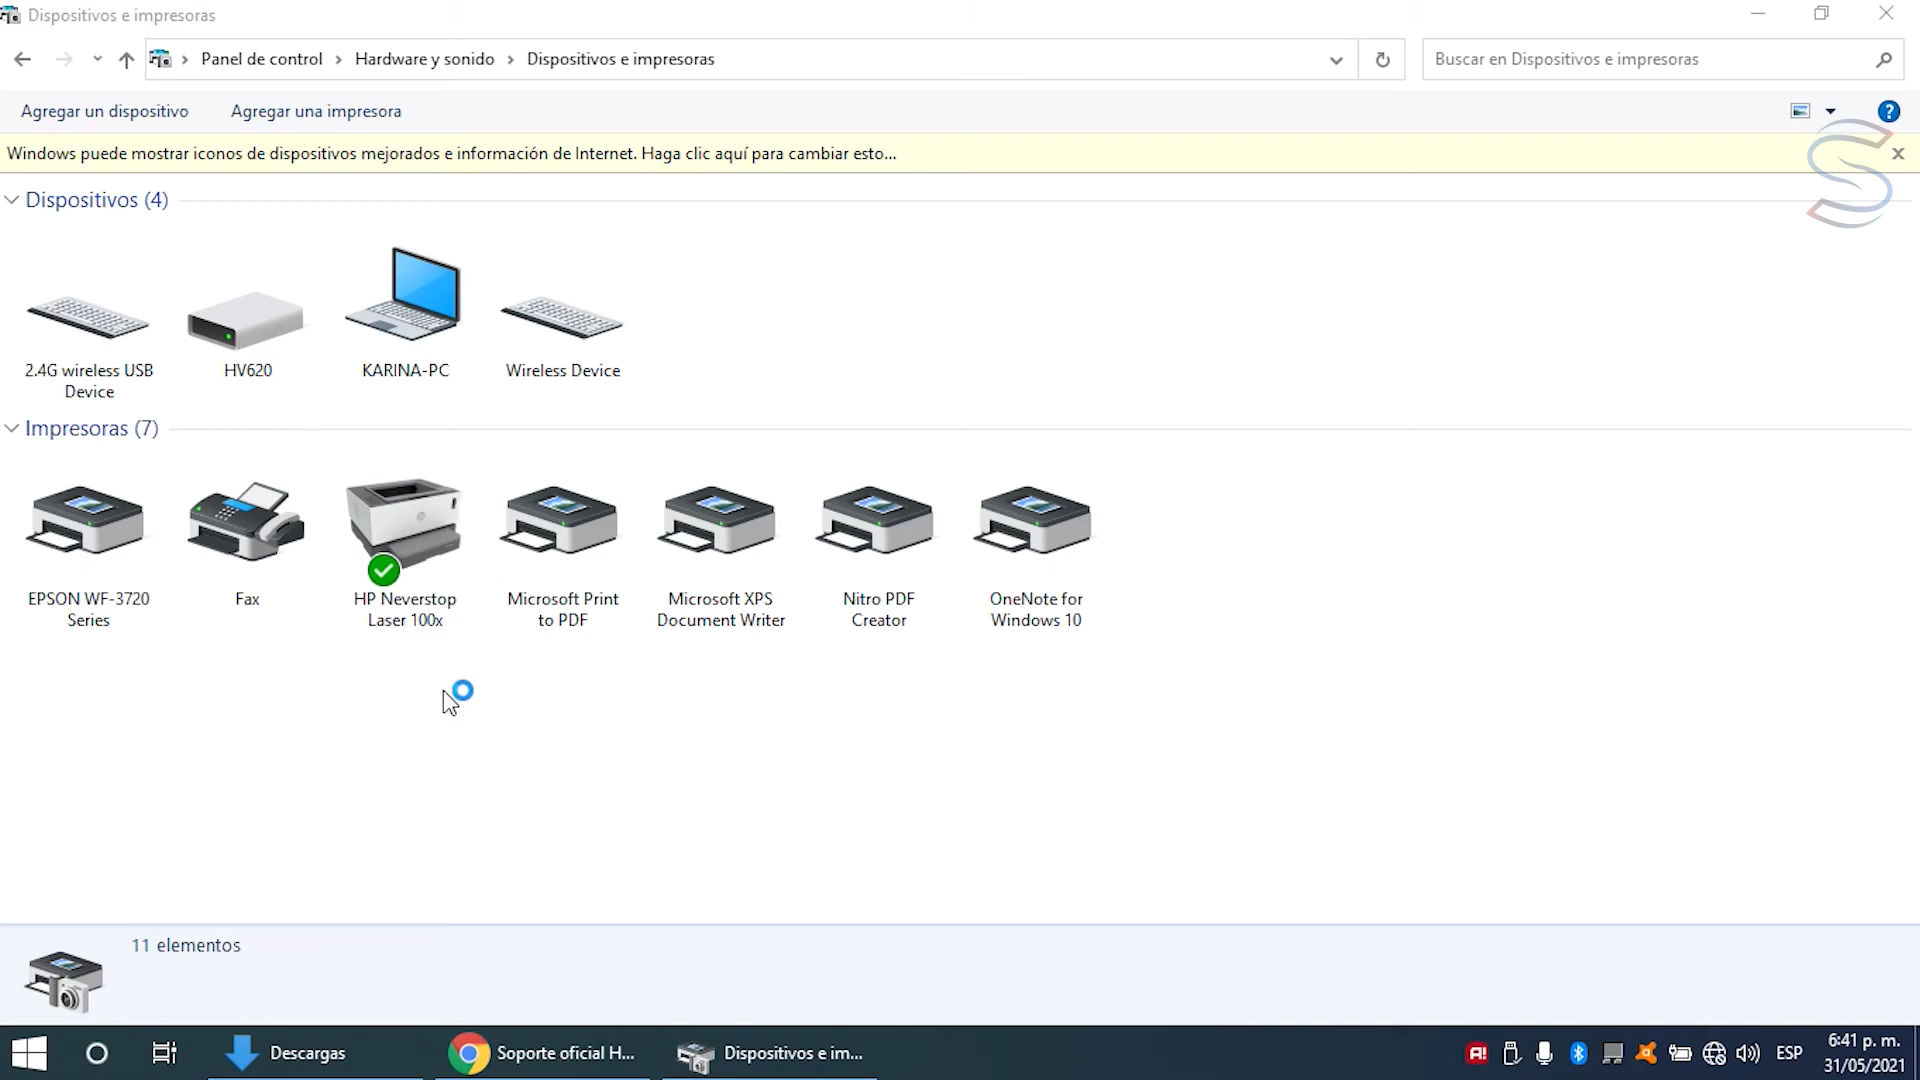 Dispositivos e impresoras
Panel de control > Hardware y sonido > Dispositivos e impresoras
Buscar en Dispositivos e impresoras
Agregar un dispositivo Agregar una impresora
?
Windows puede mostrar iconos de dispositivos mejorados e información de Internet. Haga clic aquí para cambiar esto...
Dispositivos (4)
2.4G wireless USB
Device
HV620
KARINA-PC
Wireless Device
Impresoras (7)
EPSON WF-3720
Series
Fax
HP Neverstop
Laser 100x
Microsoft Print
to PDF
Microsoft XPS
Document Writer
Nitro PDF
Creator
OneNote for
Windows 10
11 elementos
Descargas
Soporte oficial H...
Dispositivos e im...
ESP
6:41 p. m.
31/05/2021